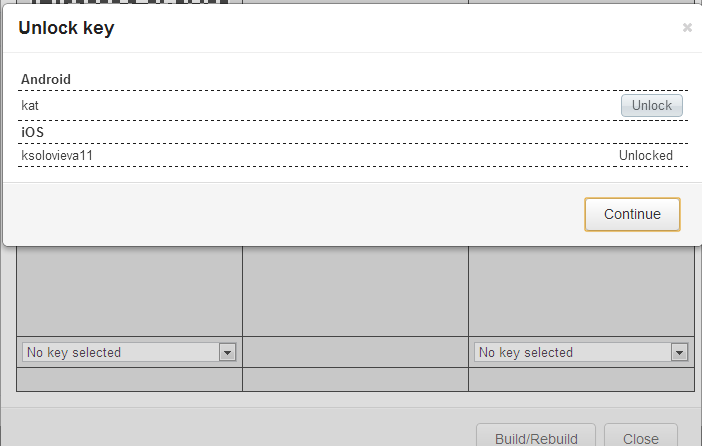 Unlock key ×
Android
kat Unlock
iOS
ksolovieva11 Unlocked
Continue
No key selected No key selected
Build/Rebuild Close